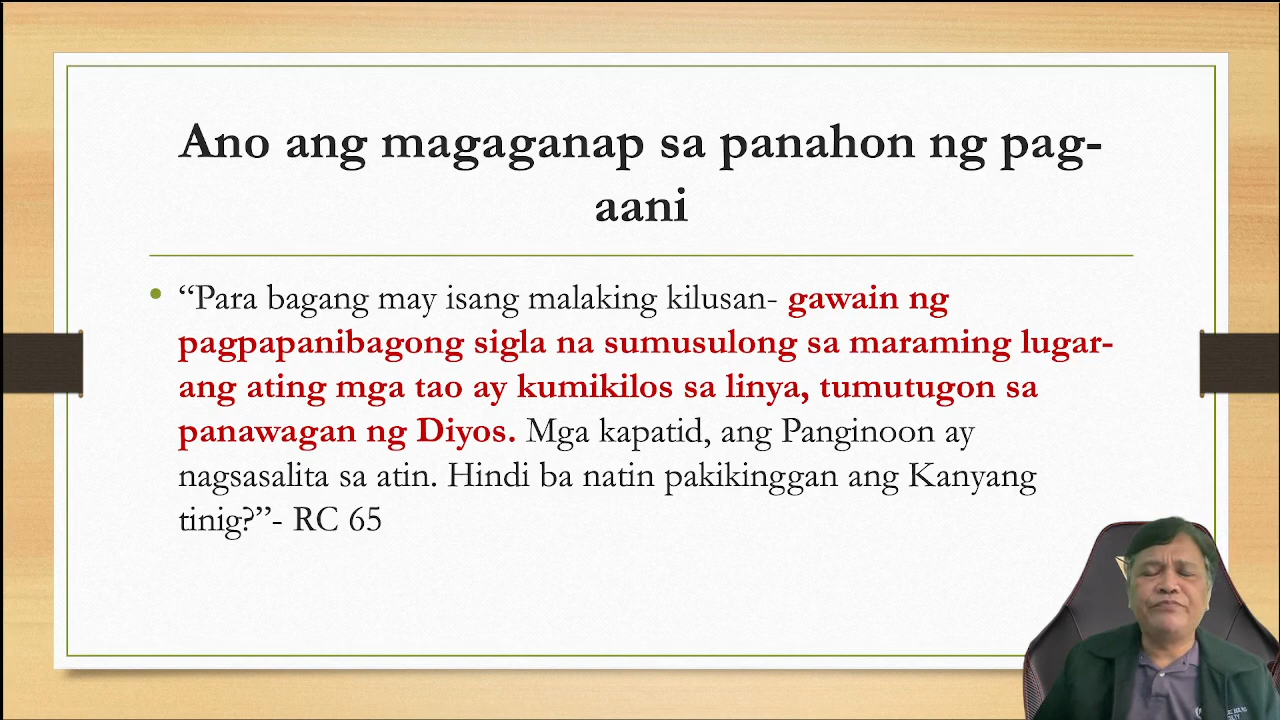 Ano ang magaganap sa panahon ng pag-
aani
• “Para bagang may isang malaking kilusan- gawain ng
pagpapanibagong sigla na sumusulong sa maraming lugar-
ang ating mga tao ay kumikilos sa linya, tumutugon sa
panawagan ng Diyos. Mga kapatid, ang Panginoon ay
nagsasalita sa atin. Hindi ba natin pakikinggan ang Kanyang
tinig?”- RC 65